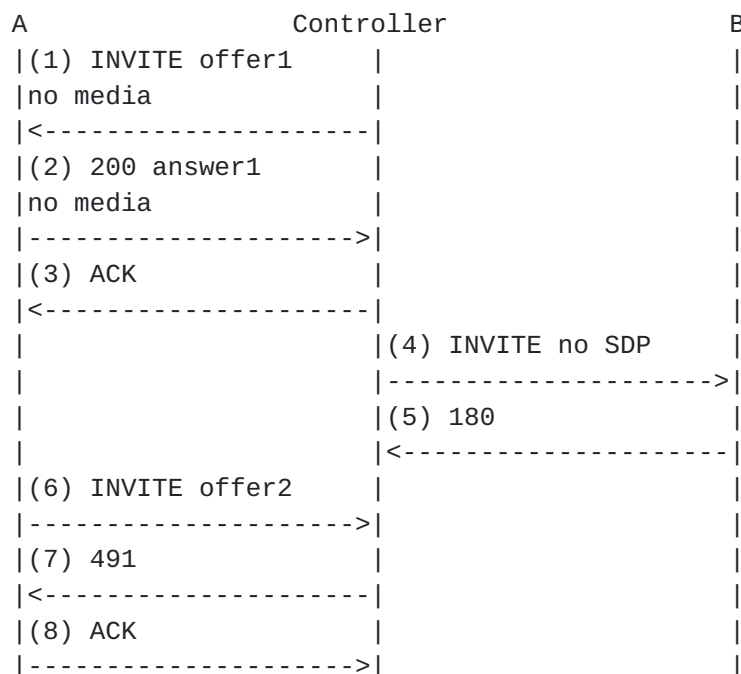 A                 Controller                  B
|(1) INVITE offer1     |                      |
|no media              |                      |
|<---------------------|                      |
|(2) 200 answer1       |                      |
|no media              |                      |
|--------------------->|                      |
|(3) ACK               |                      |
|<---------------------|                      |
|                      |(4) INVITE no SDP     |
|                      |--------------------->|
|                      |(5) 180               |
|                      |<---------------------|
|(6) INVITE offer2     |                      |
|--------------------->|                      |
|(7) 491               |                      |
|<---------------------|                      |
|(8) ACK               |                      |
|--------------------->|                      |